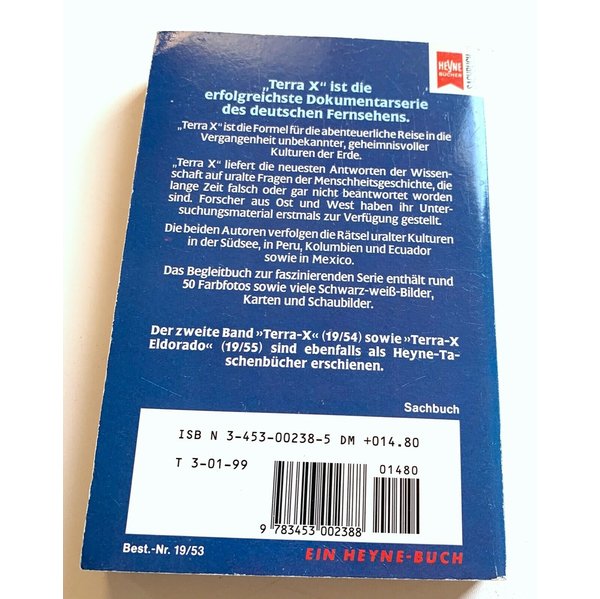 HEYNE
BÜCHER
„Terra X“ ist die
erfolgreichste Dokumentarserie
des deutschen Fernsehens.
„Terra X“ ist die Formel für die abenteuerliche Reise in die
Vergangenheit unbekannter, geheimnisvoller
Kulturen der Erde.
„Terra X“ liefert die neuesten Antworten der Wissen-
schaft auf uralte Fragen der Menschheitsgeschichte, die
lange Zeit falsch oder gar nicht beantwortet worden
sind. Forscher aus Ost und West haben ihr Unter-
suchungsmaterial erstmals zur Verfügung gestellt.
Die beiden Autoren verfolgen die Rätsel uralter Kulturen
in der Südsee, in Peru, Kolumbien und Ecuador
sowie in Mexico.
Das Begleitbuch zur faszinierenden Serie enthält rund
50 Farbfotos sowie viele Schwarz-weiß-Bilder,
Karten und Schaubilder.
Der zweite Band »Terra-X« (19/54) sowie »Terra-X
Eldorado« (19/55) sind ebenfalls als Heyne-Ta-
schenbücher erschienen.
Sachbuch
ISB N 3-453-00238-5 DM +014.80
T 3-01-99
01480
9 783453 002388
Best.-Nr. 19/53
EIN HEYNE-BUCH